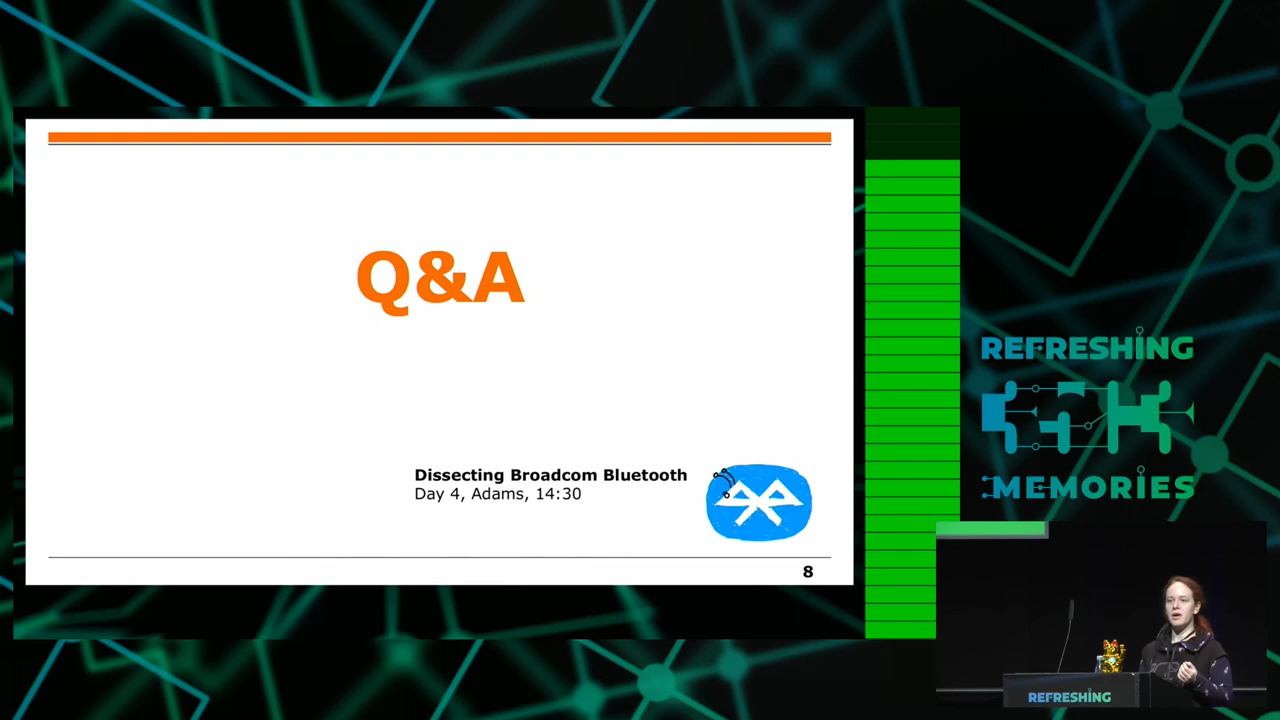 Q&A
Dissecting Broadcom Bluetooth
Day 4, Adams, 14:30
8
REFRESHING
MEMORIES
REFRESHING